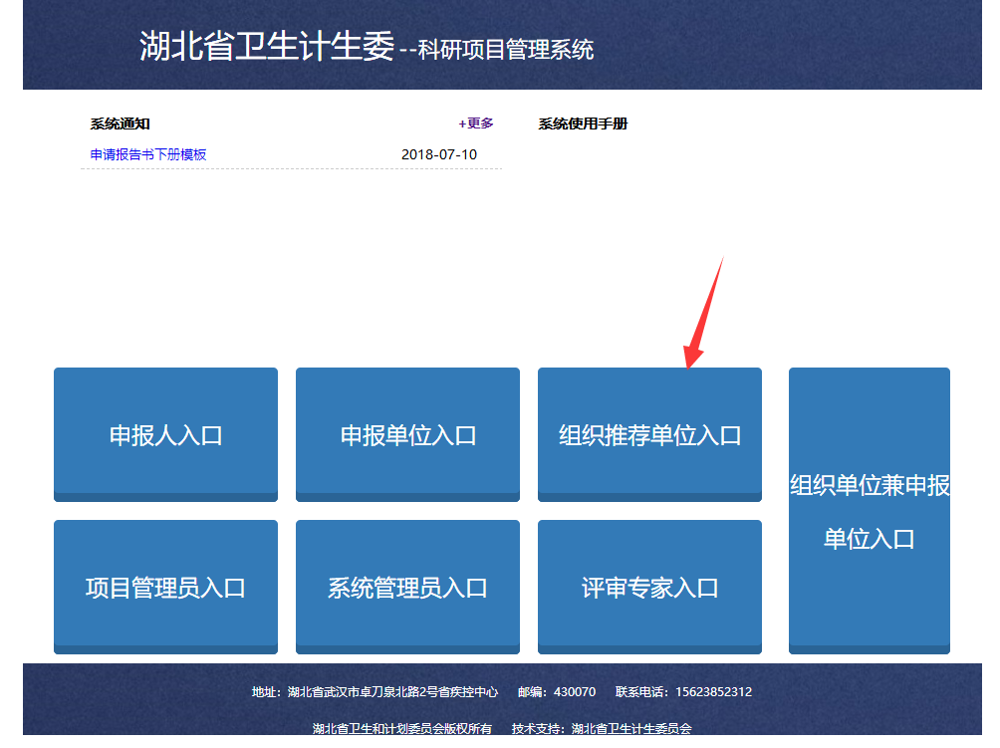 湖北省卫生计生委--科研项目管理系统
系统通知 +更多 系统使用手册
申请报告书下册模板 2018-07-10
申报人入口 申报单位入口 组织推荐单位入口
组织单位兼申报
单位入口
项目管理员入口 系统管理员入口 评审专家入口
地址：湖北省武汉市卓刀泉北路2号省疾控中心 邮编：430070 联系电话：15623852312
湖北省卫生和计划委员会版权所有 技术支持：湖北省卫生计生委员会